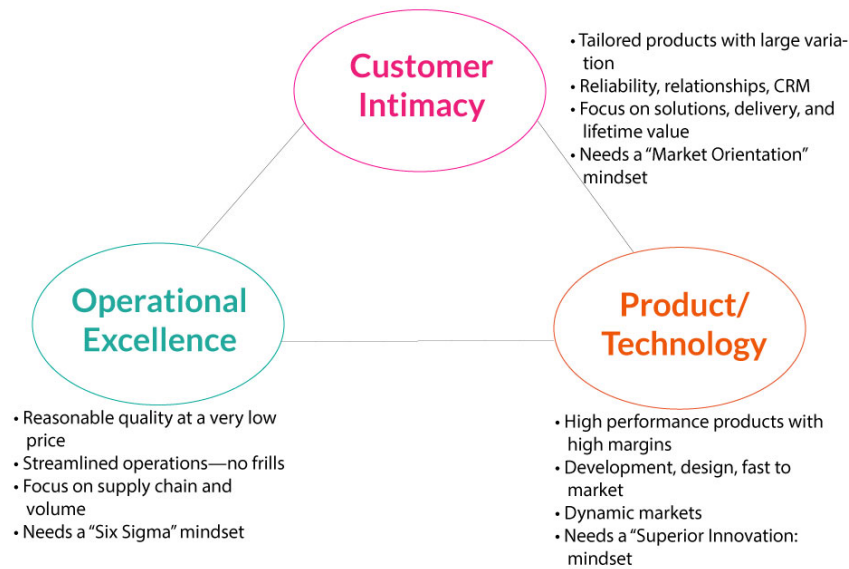 Customer
Intimacy
• Tailored products with large varia-
tion
• Reliability, relationships, CRM
• Focus on solutions, delivery, and
lifetime value
• Needs a “Market Orientation”
mindset
Operational
Excellence
• Reasonable quality at a very low
price
• Streamlined operations—no frills
• Focus on supply chain and
volume
• Needs a “Six Sigma” mindset
Product/
Technology
• High performance products with
high margins
• Development, design, fast to
market
• Dynamic markets
• Needs a “Superior Innovation:
mindset